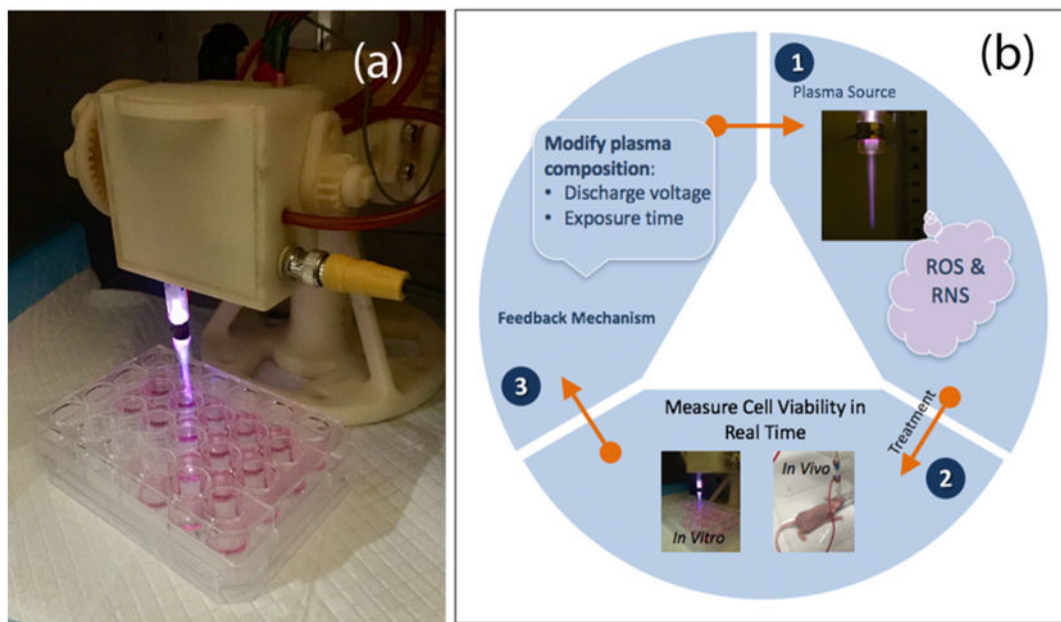 (a)
(b)
1
Plasma Source
Modify plasma
composition:
• Discharge voltage
• Exposure time
ROS &
RNS
Feedback Mechanism
3
Measure Cell Viability in
Real Time
Treatment
2
In Vitro
In Vivo